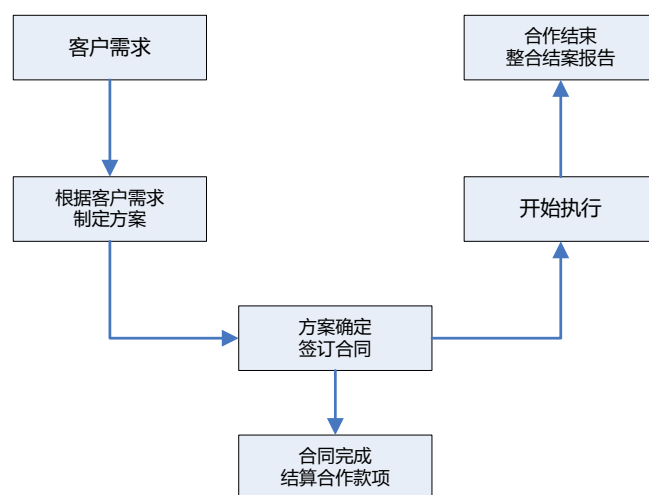 客户需求
合作结束
整合结案报告
根据客户需求
制定方案
开始执行
方案确定
签订合同
合同完成
结算合作款项